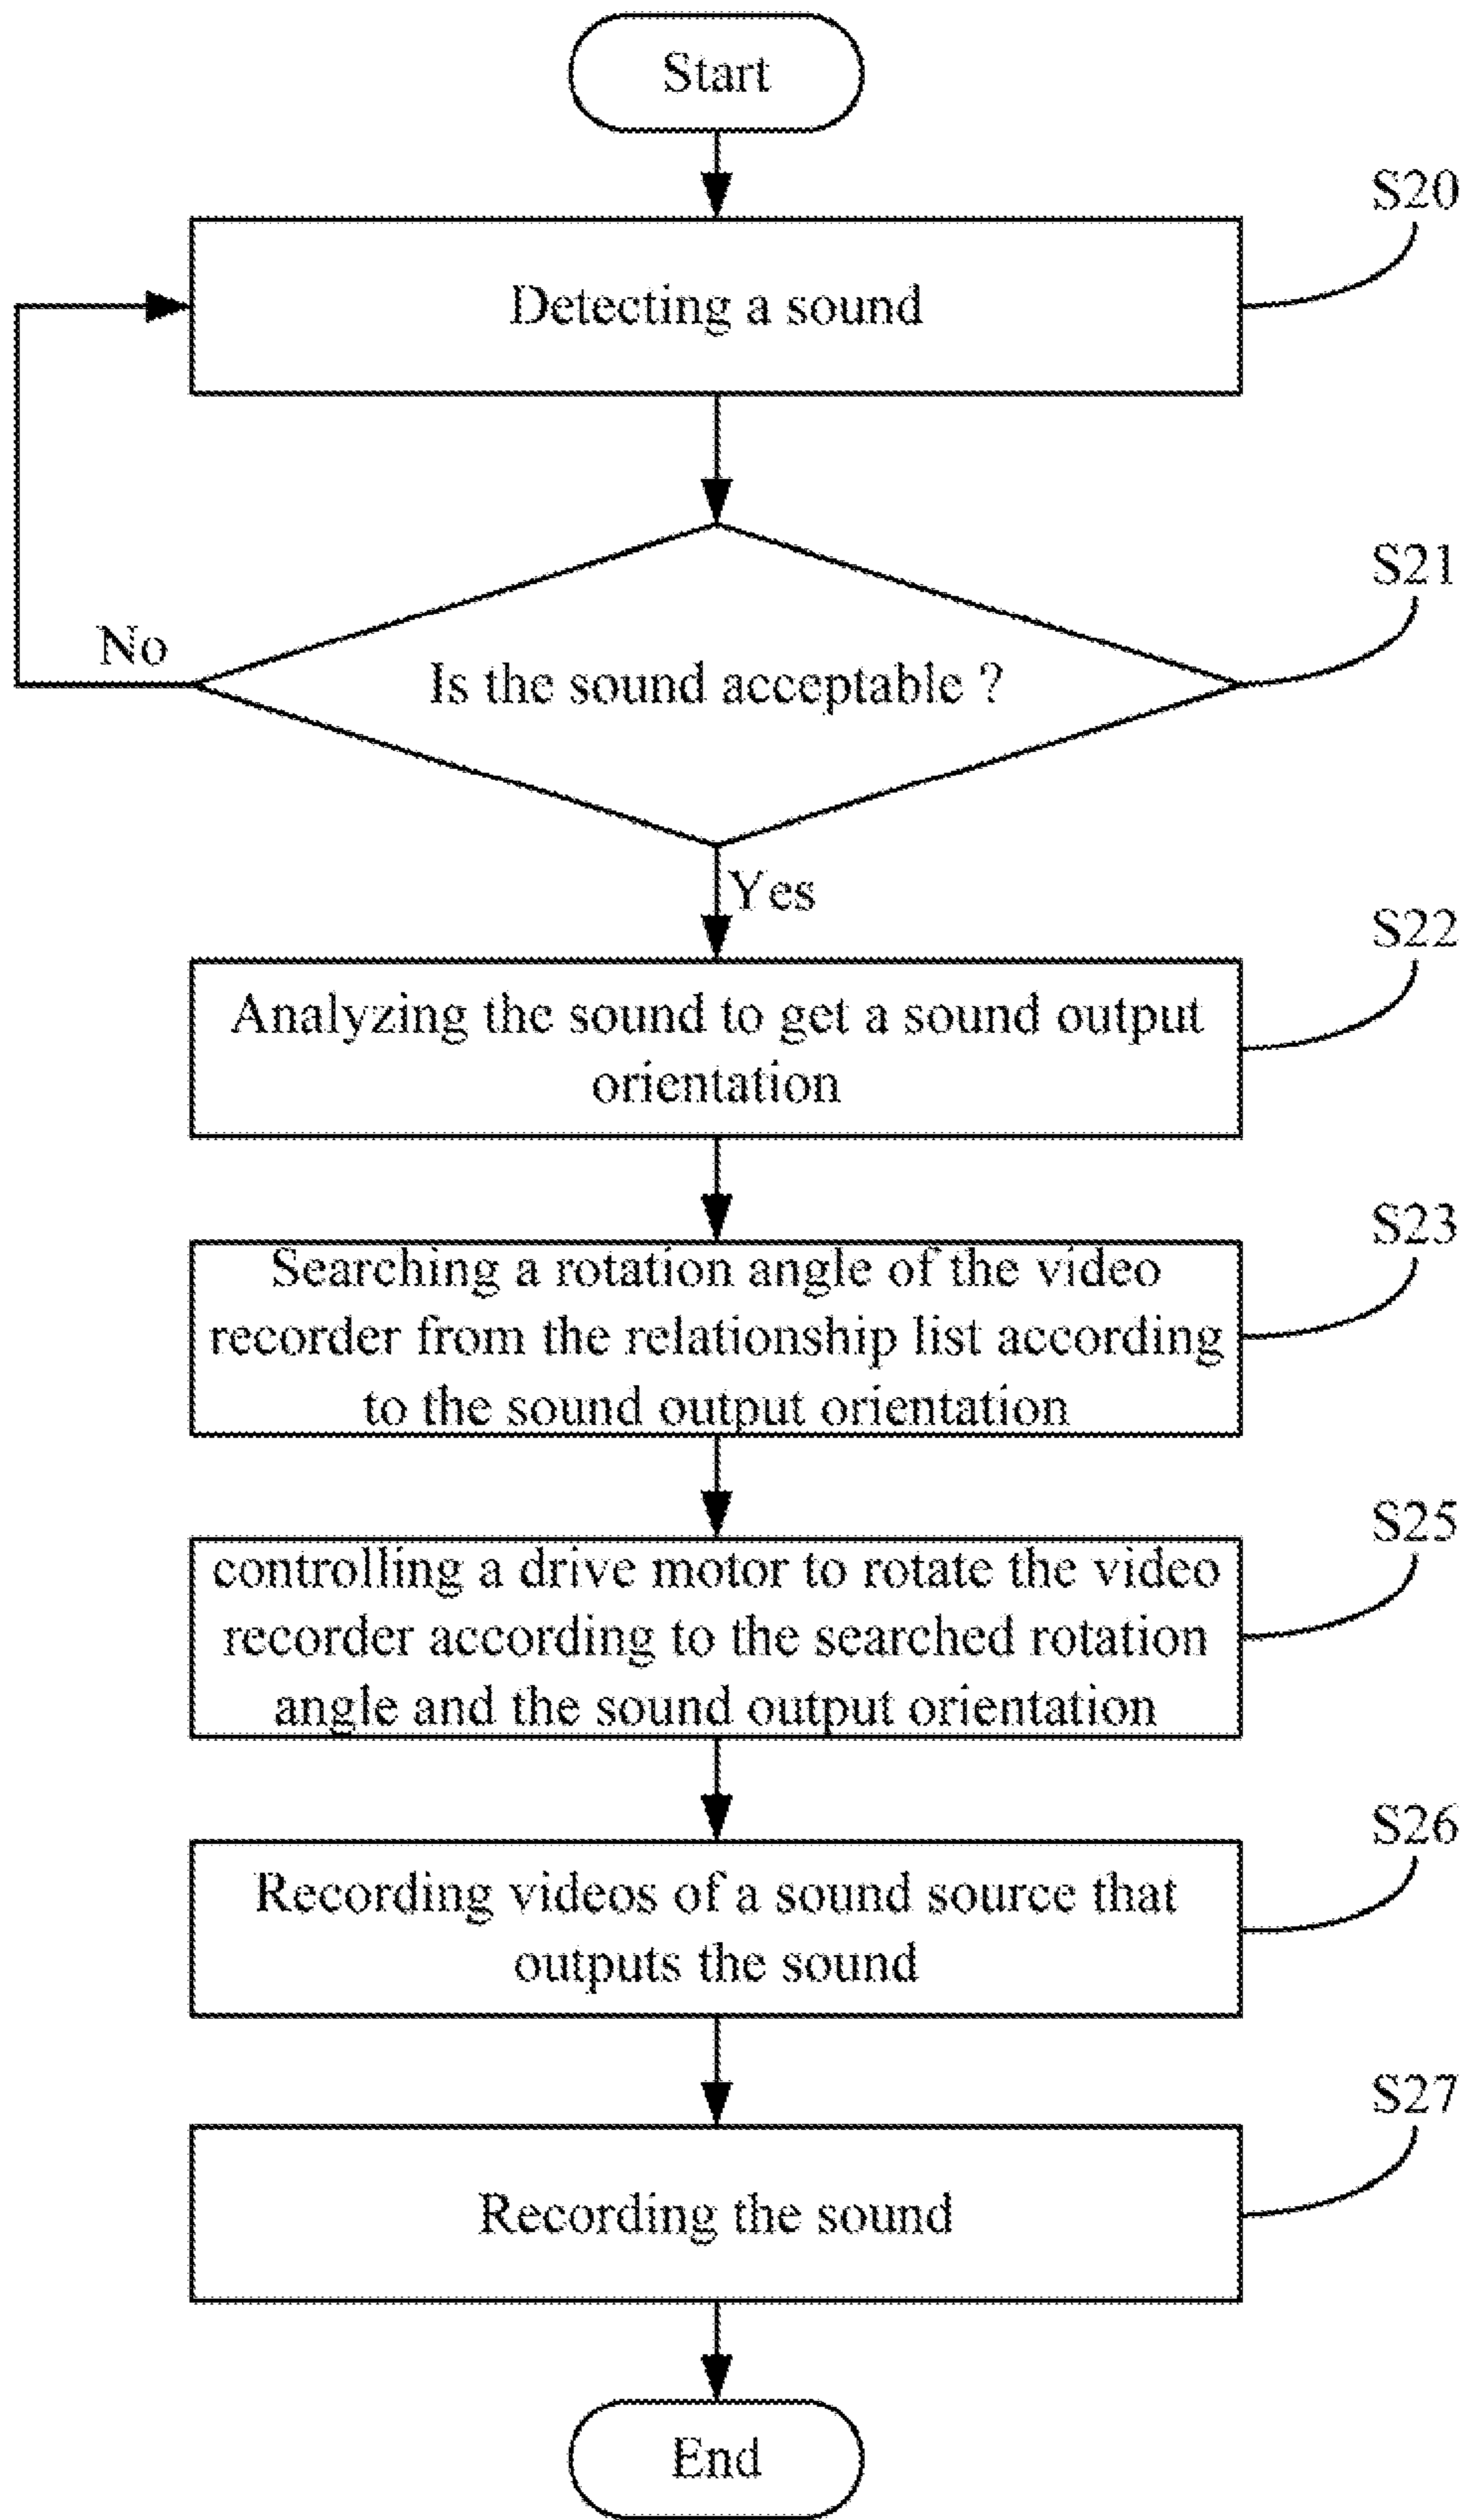 Start
S20
Detecting a sound
S21
No
Is the sound acceptable ?
Yes
S22
Analyzing the sound to get a sound output
orientation
S23
Searching a rotation angle of the video
recorder from the relationship list according
to the sound output orientation
S25
controlling a drive motor to rotate the video
recorder according to the searched rotation
angle and the sound output orientation
S26
Recording videos of a sound source that
outputs the sound
S27
Recording the sound
End